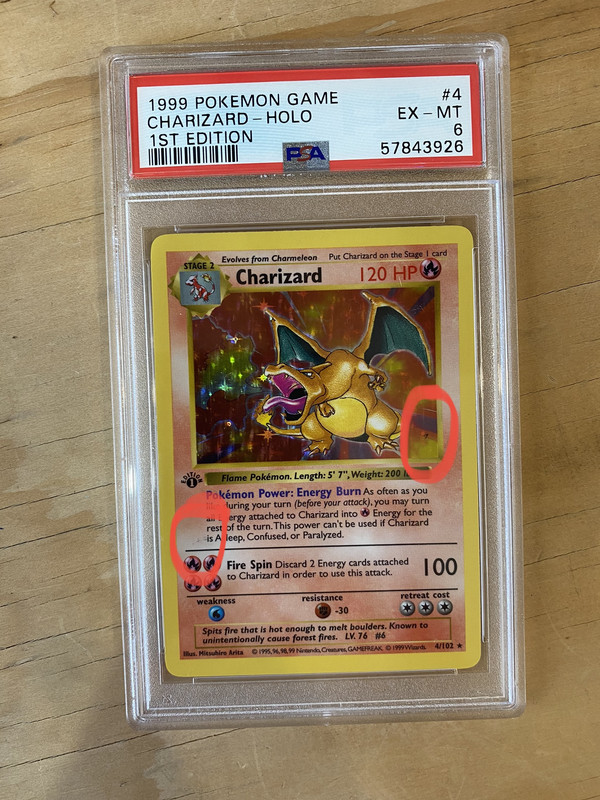 1999 POKEMON GAME #4
CHARIZARD – HOLO EX – MT
1ST EDITION 6
PSA 57843926
STAGE 2 Evolves from Charmeleon Put Charizard on the Stage 1 card
Charizard 120 HP
EDITION
1
Flame Pokémon. Length: 5' 7", Weight: 200
Pokémon Power: Energy Burn As often as you
during your turn (before your attack), you may turn
energy attached to Charizard into Energy for the
rest of the turn. This power can't be used if Charizard
is Asleep, Confused, or Paralyzed.
Fire Spin Discard 2 Energy cards attached
to Charizard in order to use this attack. 100
weakness resistance retreat cost
-30
Spits fire that is hot enough to melt boulders. Known to
unintentionally cause forest fires. LV. 76 #6
Illus. Mitsuhiro Arita © 1995, 96, 98, 99 Nintendo, Creatures, GAMEFREAK. © 1999 Wizards. 4/102 ★